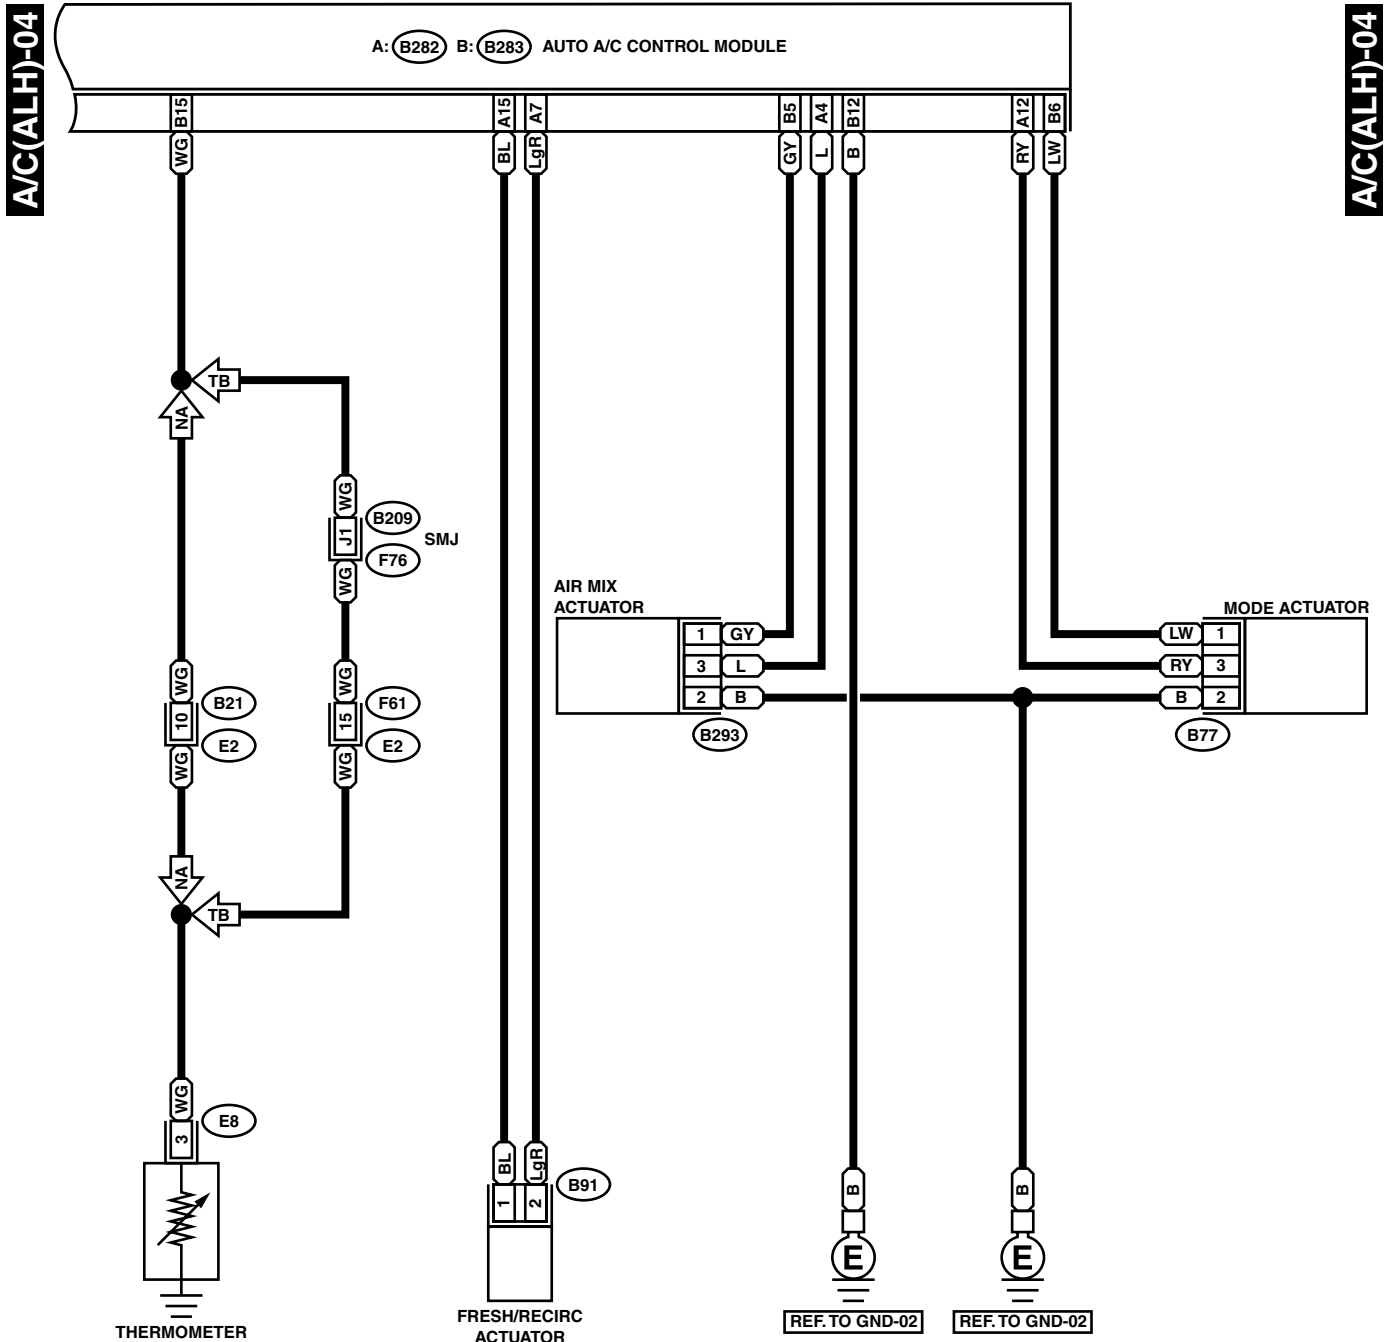 A/C(ALH)-04
A/C(ALH)-04
A: B282 B: B283 AUTO A/C CONTROL MODULE
B15
A15
A7
B5
A4
B12
A12
B6
WG
BL
LgR
GY
L
B
RY
LW
TB
NA
WG
B209
J1
SMJ
F76
WG
AIR MIX
ACTUATOR
MODE ACTUATOR
1 GY
LW 1
3 L
RY 3
2 B
B 2
B293
B77
WG
WG
B21
F61
10
15
E2
E2
WG
WG
NA
TB
WG
E8
3
BL
LgR
B91
1
2
B
B
E
E
THERMOMETER
FRESH/RECIRC
ACTUATOR
REF. TO GND-02
REF. TO GND-02